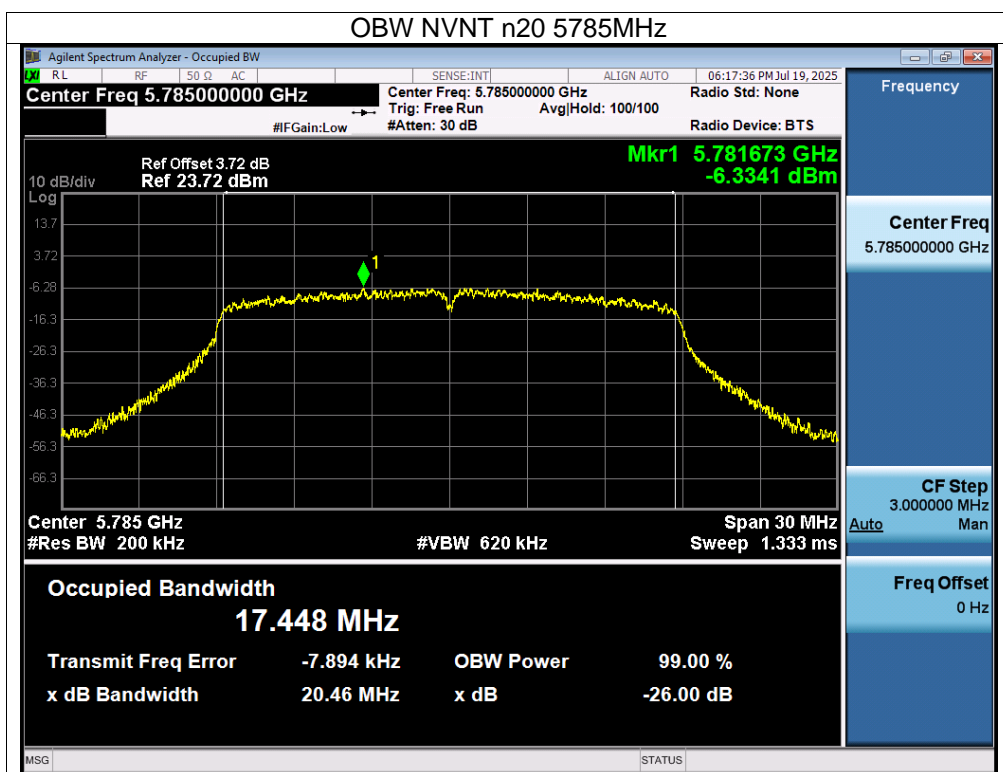 OBW NVNT n20 5785MHz
Agilent Spectrum Analyzer - Occupied BW
LXI RL RF 50 Ω AC SENSE:INT ALIGN AUTO 06:17:36 PM Jul 19, 2025
Center Freq 5.785000000 GHz
Center Freq: 5.785000000 GHz
Radio Std: None
Trig: Free Run Avg|Hold: 100/100
#IFGain:Low #Atten: 30 dB Radio Device: BTS
Frequency
Ref Offset 3.72 dB
Mkr1 5.781673 GHz
10 dB/div Ref 23.72 dBm
-6.3341 dBm
Log
13.7
3.72
-6.28
-16.3
-26.3
-36.3
-46.3
-56.3
-66.3
1
Center 5.785 GHz Span 30 MHz
#Res BW 200 kHz #VBW 620 kHz Sweep 1.333 ms
Center Freq
5.785000000 GHz
CF Step
3.000000 MHz
Auto Man
Freq Offset
0 Hz
Occupied Bandwidth
17.448 MHz
Transmit Freq Error -7.894 kHz OBW Power 99.00 %
x dB Bandwidth 20.46 MHz x dB -26.00 dB
MSG STATUS